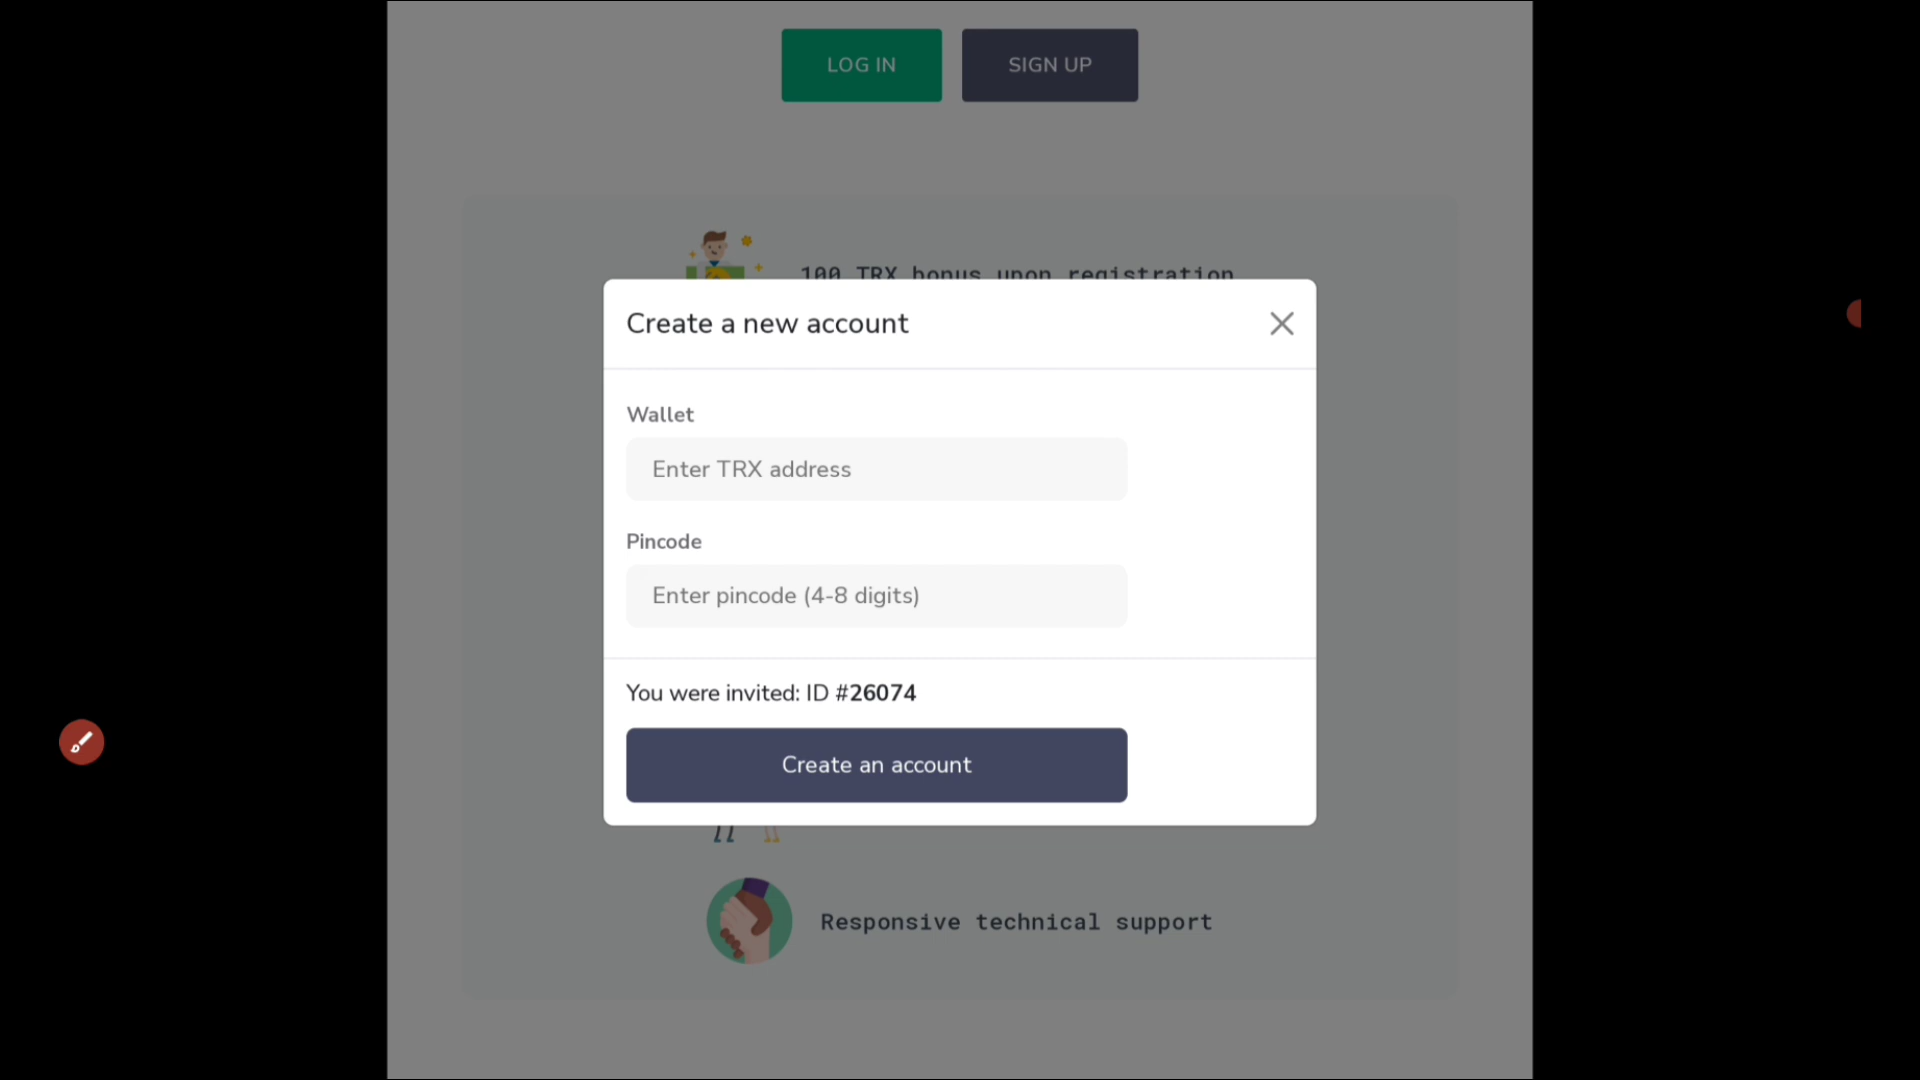 LOG IN
SIGN UP
100 TRX bonus upon registration
Create a new account
Wallet
Enter TRX address
Pincode
Enter pincode (4-8 digits)
You were invited: ID #26074
Create an account
Responsive technical support